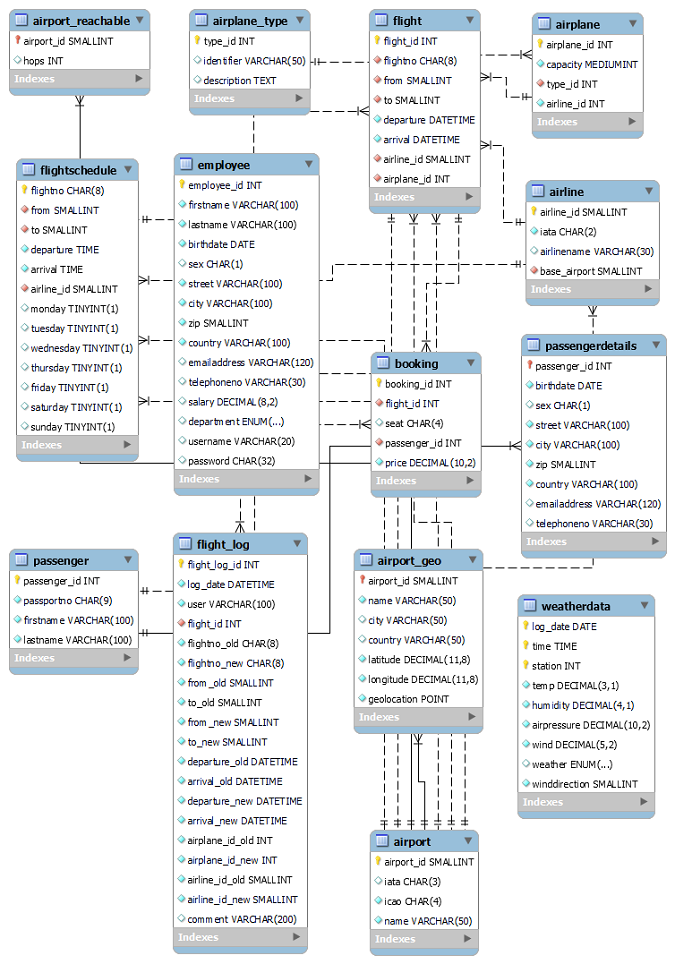 airport_reachable
airport_id SMALLINT
hops INT
Indexes
airplane_type
type_id INT
identifier VARCHAR(50)
description TEXT
Indexes
flight
flight_id INT
flightno CHAR(8)
from SMALLINT
to SMALLINT
departure DATETIME
arrival DATETIME
airline_id SMALLINT
airplane_id INT
Indexes
airplane
airplane_id INT
capacity MEDIUMINT
type_id INT
airline_id INT
Indexes
flightschedule
flightno CHAR(8)
from SMALLINT
to SMALLINT
departure TIME
arrival TIME
airline_id SMALLINT
monday TINYINT(1)
tuesday TINYINT(1)
wednesday TINYINT(1)
thursday TINYINT(1)
friday TINYINT(1)
saturday TINYINT(1)
sunday TINYINT(1)
Indexes
employee
employee_id INT
firstname VARCHAR(100)
lastname VARCHAR(100)
birthdate DATE
sex CHAR(1)
street VARCHAR(100)
city VARCHAR(100)
zip SMALLINT
country VARCHAR(100)
emailaddress VARCHAR(120)
telephoneno VARCHAR(30)
salary DECIMAL(8,2)
department ENUM(...)
username VARCHAR(20)
password CHAR(32)
Indexes
airline
airline_id SMALLINT
iata CHAR(2)
airlinename VARCHAR(30)
base_airport SMALLINT
Indexes
booking
booking_id INT
flight_id INT
seat CHAR(4)
passenger_id INT
price DECIMAL(10,2)
Indexes
passengerdetails
passenger_id INT
birthdate DATE
sex CHAR(1)
street VARCHAR(100)
city VARCHAR(100)
zip SMALLINT
country VARCHAR(100)
emailaddress VARCHAR(120)
telephoneno VARCHAR(30)
Indexes
passenger
passenger_id INT
passportno CHAR(9)
firstname VARCHAR(100)
lastname VARCHAR(100)
Indexes
flight_log
flight_log_id INT
log_date DATETIME
user VARCHAR(100)
flight_id INT
flightno_old CHAR(8)
flightno_new CHAR(8)
from_old SMALLINT
to_old SMALLINT
from_new SMALLINT
to_new SMALLINT
departure_old DATETIME
arrival_old DATETIME
departure_new DATETIME
arrival_new DATETIME
airplane_id_old INT
airplane_id_new INT
airline_id_old SMALLINT
airline_id_new SMALLINT
comment VARCHAR(200)
Indexes
airport_geo
airport_id SMALLINT
name VARCHAR(50)
city VARCHAR(50)
country VARCHAR(50)
latitude DECIMAL(11,8)
longitude DECIMAL(11,8)
geolocation POINT
Indexes
weatherdata
log_date DATE
time TIME
station INT
temp DECIMAL(3,1)
humidity DECIMAL(4,1)
airpressure DECIMAL(10,2)
wind DECIMAL(5,2)
weather ENUM(...)
winddirection SMALLINT
Indexes
airport
airport_id SMALLINT
iata CHAR(3)
icao CHAR(4)
name VARCHAR(50)
Indexes